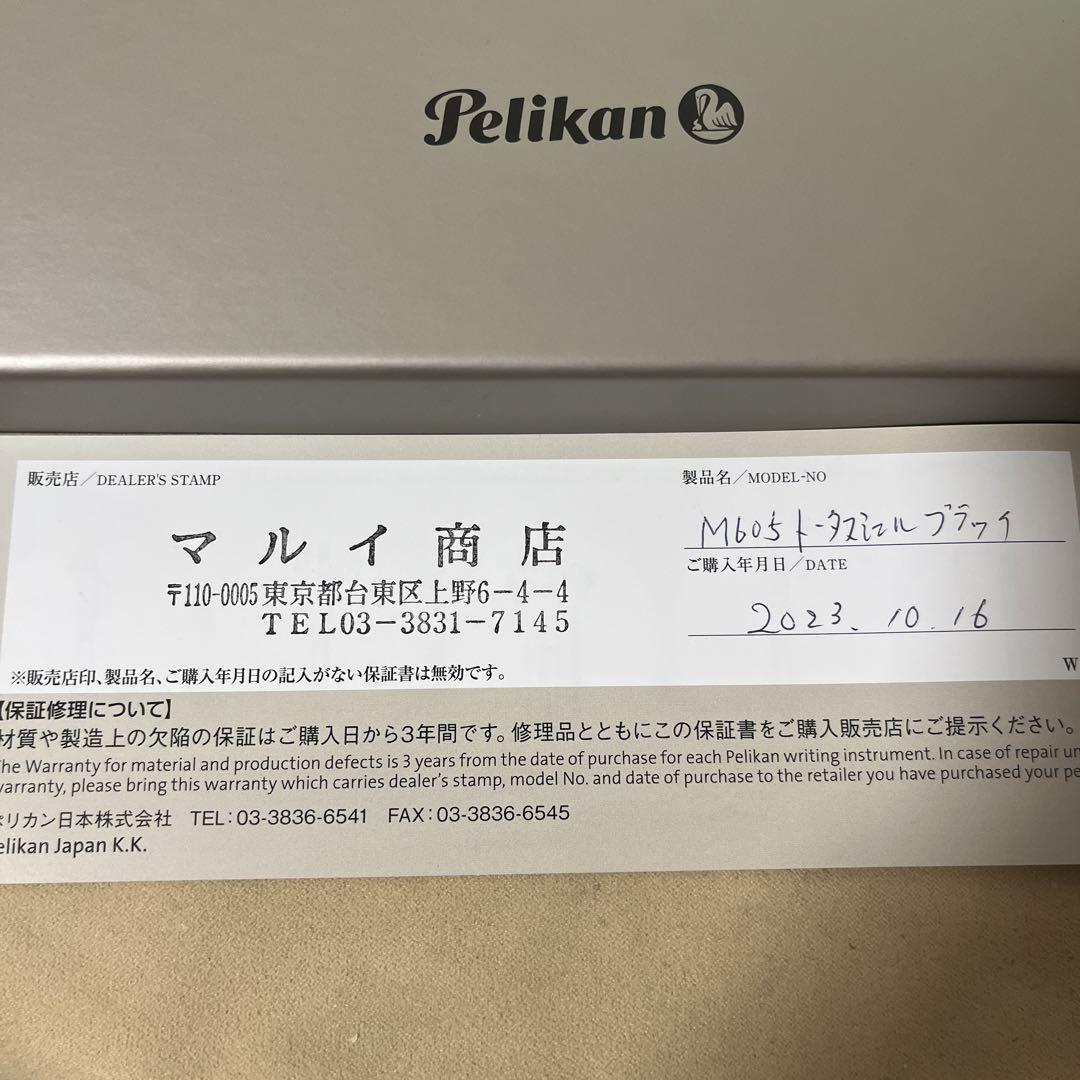 Pelikan
販売店／DEALER'S STAMP
マルイ商店
〒110-0005東京都台東区上野6-4-4
TEL03-3831-7145
※販売店印、製品名、ご購入年月日の記入がない保証書は無効です。
製品名／MODEL-NO
M605トータスシェルブラック
ご購入年月日／DATE
2023. 10. 16
W
【保証修理について】
材質や製造上の欠陥の保証はご購入日から3年間です。修理品とともにこの保証書をご購入販売店にご提示ください。
The Warranty for material and production defects is 3 years from the date of purchase for each Pelikan writing instrument. In case of repair un
warranty, please bring this warranty which carries dealer's stamp, model No. and date of purchase to the retailer you have purchased your pe
ペリカン日本株式会社 TEL:03-3836-6541 FAX:03-3836-6545
elikan Japan K.K.